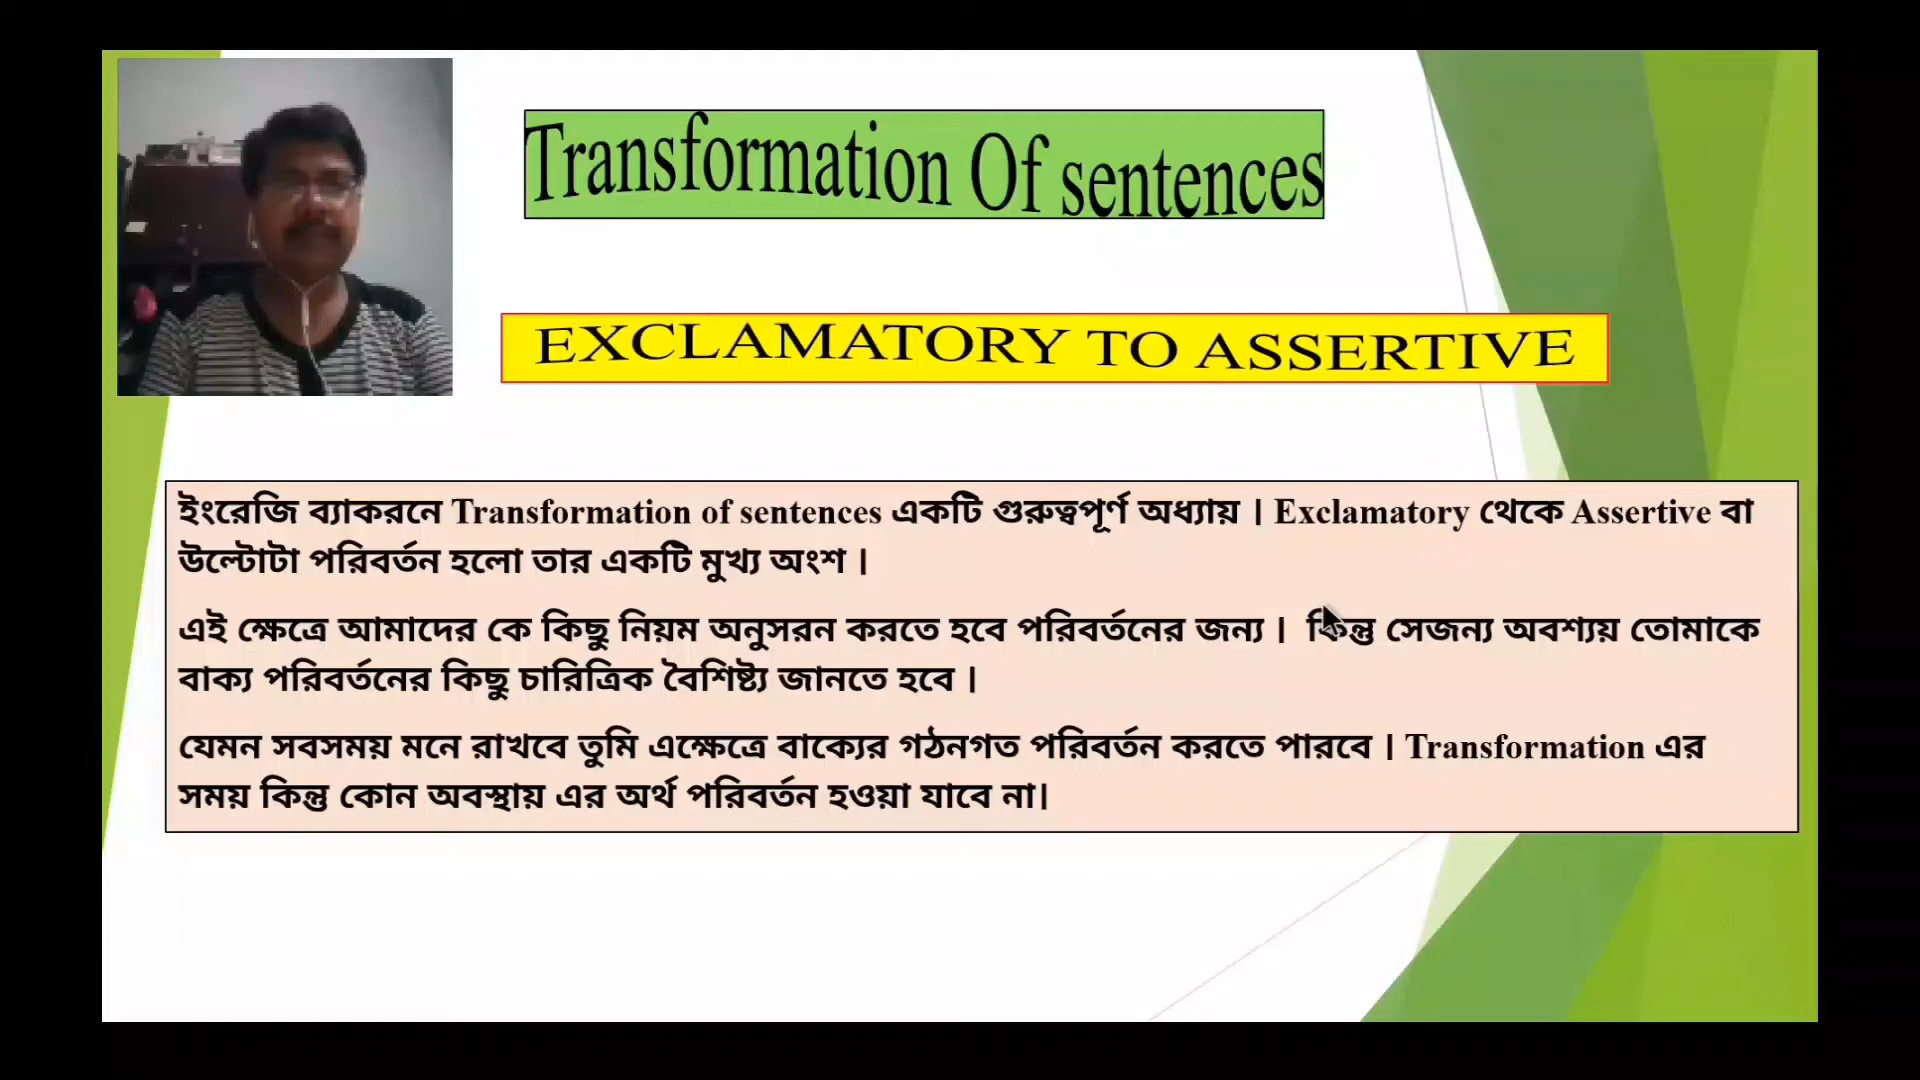 Transformation Of sentences
EXCLAMATORY TO ASSERTIVE
ইংরেজি ব্যাকরনে Transformation of sentences একটি গুরুত্বপূর্ণ অধ্যায় | Exclamatory থেকে Assertive বা
উল্টোটা পরিবর্তন হলো তার একটি মুখ্য অংশ |
এই ক্ষেত্রে আমাদের কে কিছু নিয়ম অনুসরন করতে হবে পরিবর্তনের জন্য | কিন্তু সেজন্য অবশ্যয় তোমাকে
বাক্য পরিবর্তনের কিছু চারিত্রিক বৈশিষ্ট্য জানতে হবে |
যেমন সবসময় মনে রাখবে তুমি এক্ষেত্রে বাক্যের গঠনগত পরিবর্তন করতে পারবে | Transformation এর
সময় কিন্তু কোন অবস্থায় এর অর্থ পরিবর্তন হওয়া যাবে না|